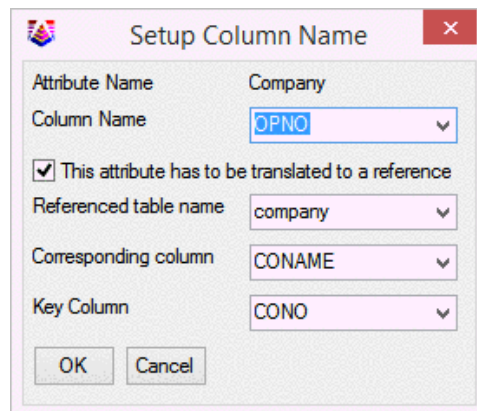 Setup Column Name
Attribute Name Company
Column Name OPNO
This attribute has to be translated to a reference
Referenced table name company
Corresponding column CONAME
Key Column CONO
OK Cancel